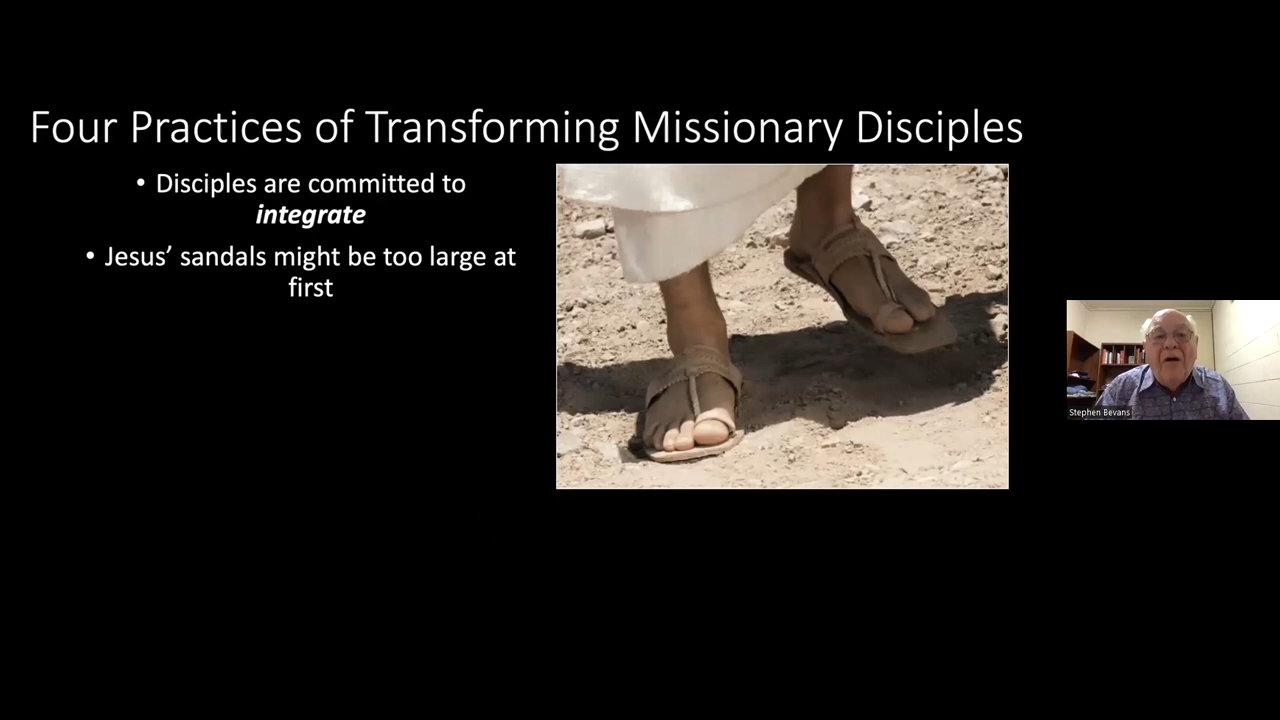 Four Practices of Transforming Missionary Disciples
• Disciples are committed to
integrate
• Jesus’ sandals might be too large at
first
Stephen Bevans